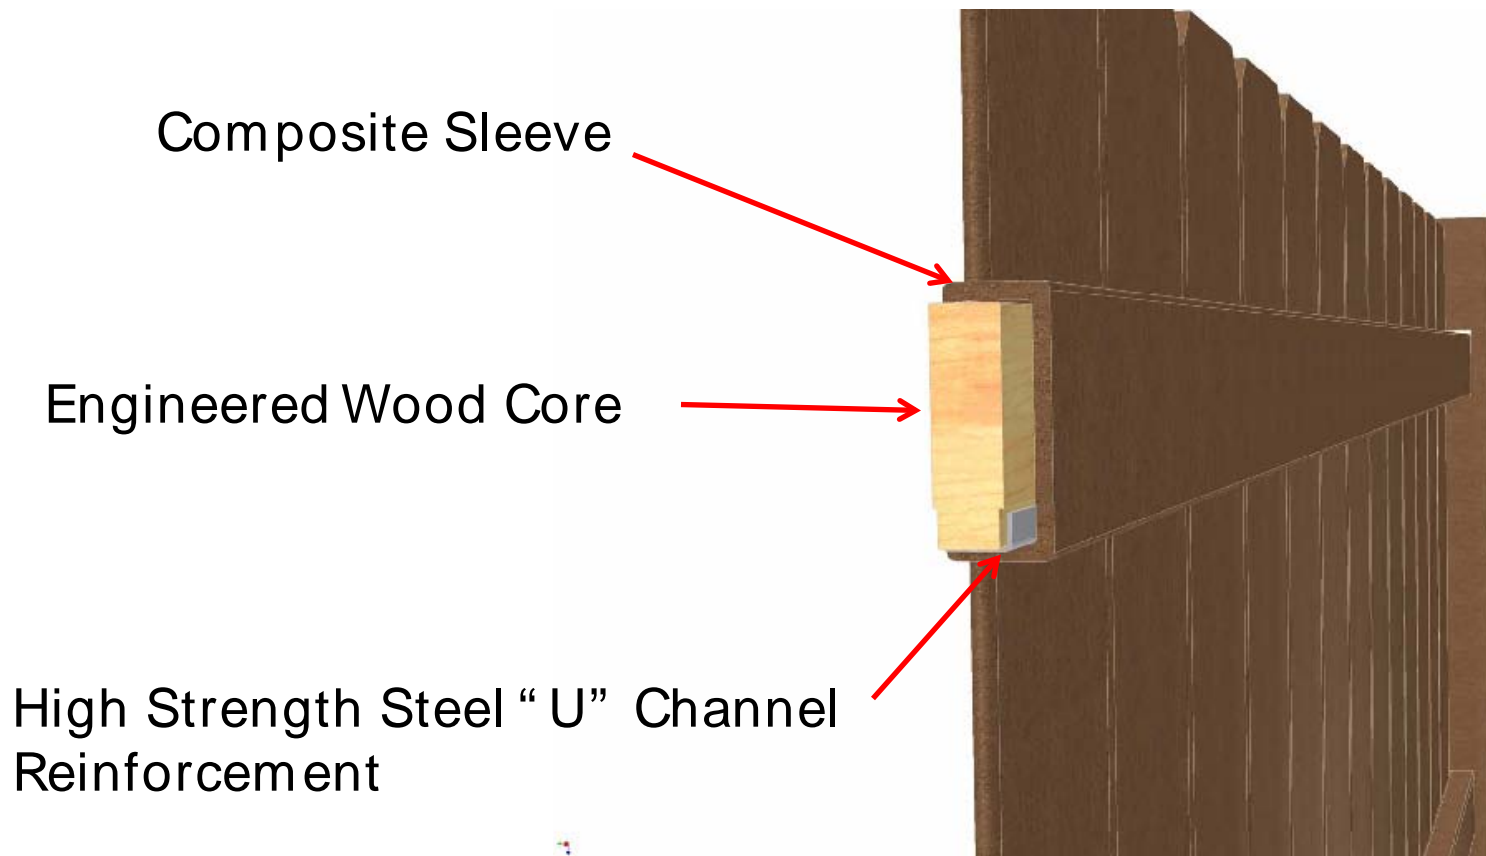 Composite Sleeve
Engineered Wood Core
High Strength Steel “U” Channel
Reinforcement